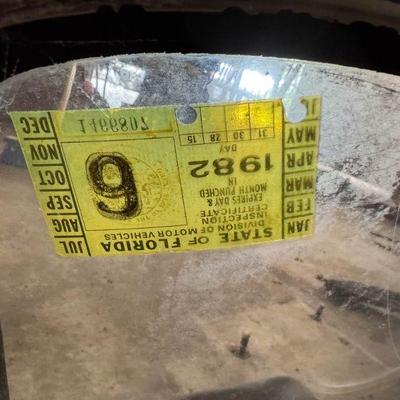 STATE OF FLORIDA
DIVISION OF MOTOR VEHICLES
INSPECTION
CERTIFICATE
EXPIRES DAY &
MONTH PUNCHED
IN
1982
DAY
15 28 30 31
JAN
FEB
MAR
APR
MAY
JUL
AUG
SEP
OCT
NOV
DEC